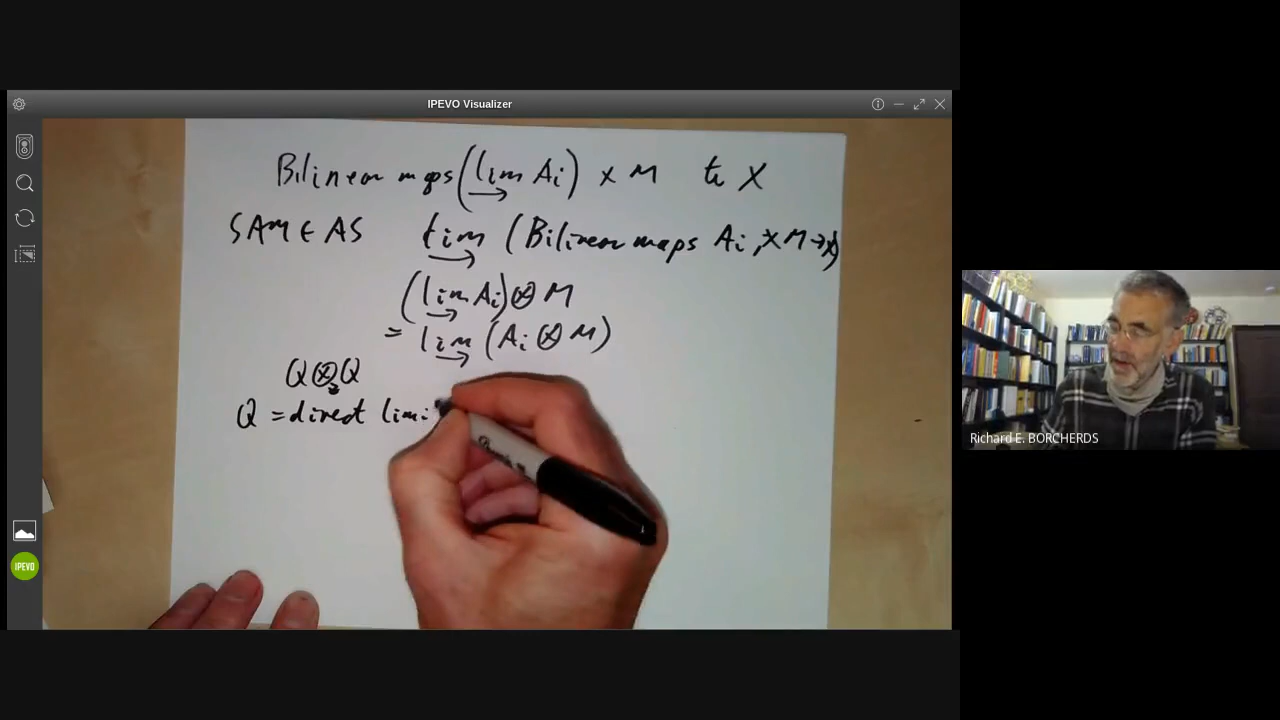 IPEVO Visualizer
Bilinear maps (lim Ai) × M to X
SAME AS lim (Bilinear maps Ai × M → X)
(lim Ai) ⊗ M
= lim (Ai ⊗ M)
Q ⊗ Q
Q = direct limi
Richard E. BORCHERDS
IPEVO